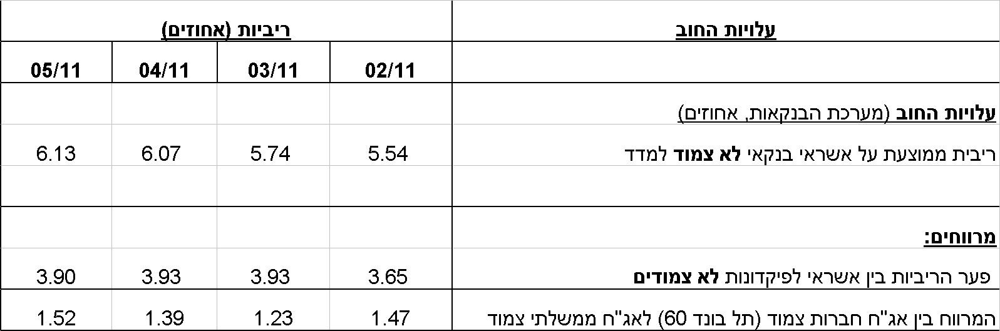 עלויות החוב ריביות (אחוזים)
02/11 03/11 04/11 05/11
עלויות החוב (מערכת הבנקאות, אחוזים)
ריבית ממוצעת על אשראי בנקאי לא צמוד למדד 5.54 5.74 6.07 6.13
מרווחים:
פער הריביות בין אשראי לפיקדונות לא צמודים 3.65 3.93 3.93 3.90
המרווח בין אג"ח חברות צמוד (תל בונד 60) לאג"ח ממשלתי צמוד 1.47 1.23 1.39 1.52